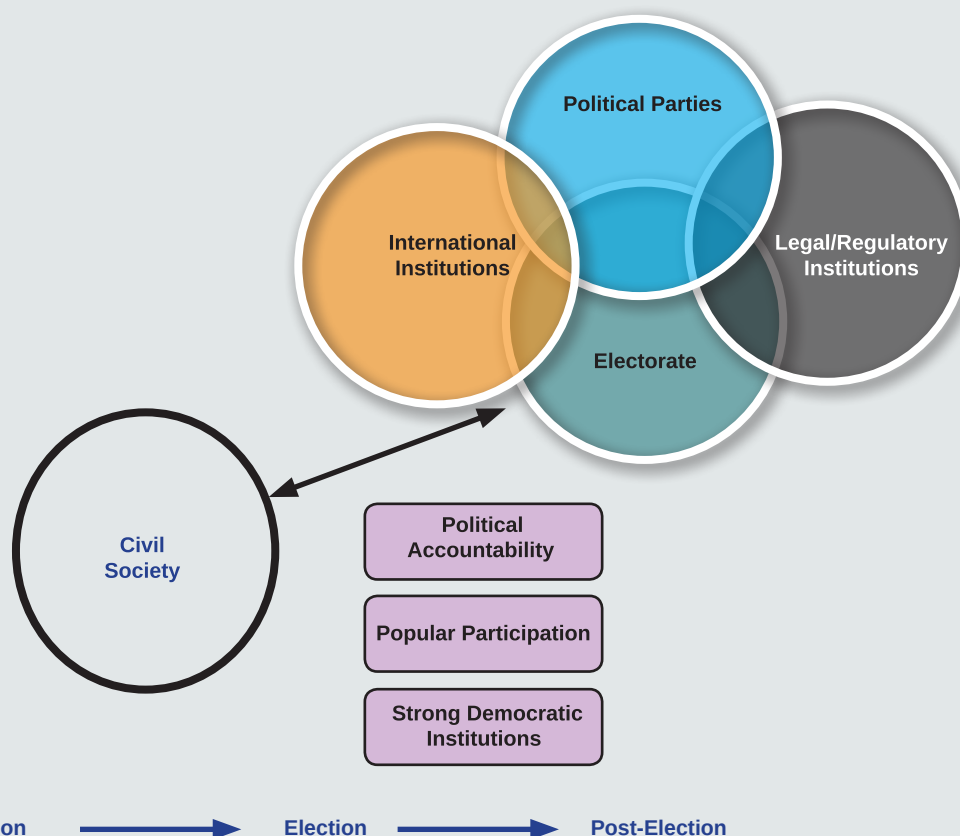 Political Parties
International
Institutions
Legal/Regulatory
Institutions
Electorate
Civil
Society
Political
Accountability
Popular Participation
Strong Democratic
Institutions
on
Election
Post-Election